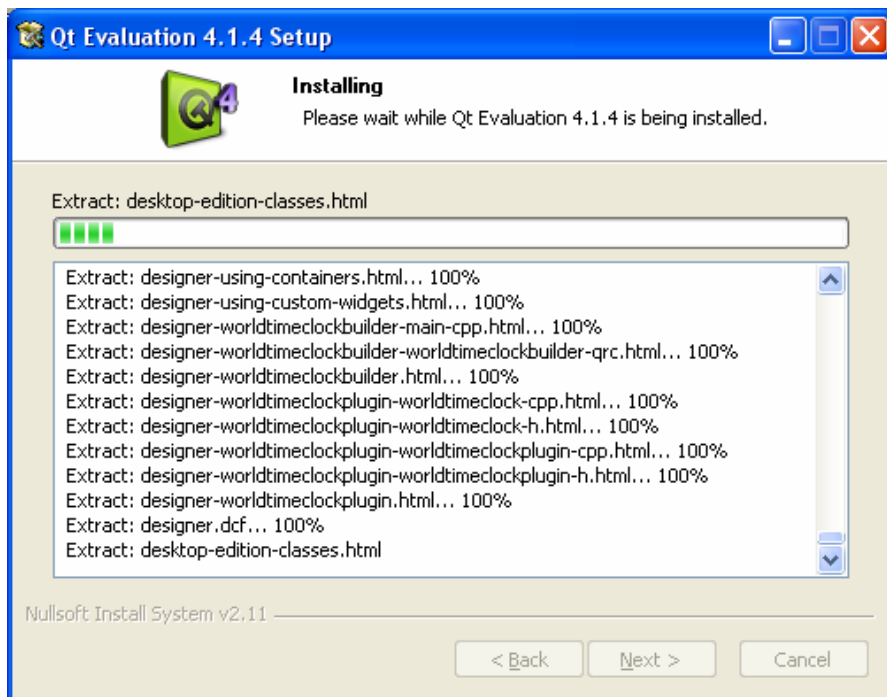 Qt Evaluation 4.1.4 Setup
Installing
Please wait while Qt Evaluation 4.1.4 is being installed.
Extract: desktop-edition-classes.html
Extract: designer-using-containers.html... 100%
Extract: designer-using-custom-widgets.html... 100%
Extract: designer-worldtimeclockbuilder-main-cpp.html... 100%
Extract: designer-worldtimeclockbuilder-worldtimeclockbuilder-qrc.html... 100%
Extract: designer-worldtimeclockbuilder.html... 100%
Extract: designer-worldtimeclockplugin-worldtimeclock-cpp.html... 100%
Extract: designer-worldtimeclockplugin-worldtimeclock-h.html... 100%
Extract: designer-worldtimeclockplugin-worldtimeclockplugin-cpp.html... 100%
Extract: designer-worldtimeclockplugin-worldtimeclockplugin-h.html... 100%
Extract: designer-worldtimeclockplugin.html... 100%
Extract: designer.dcf... 100%
Extract: desktop-edition-classes.html
Nullsoft Install System v2.11
< Back Next > Cancel